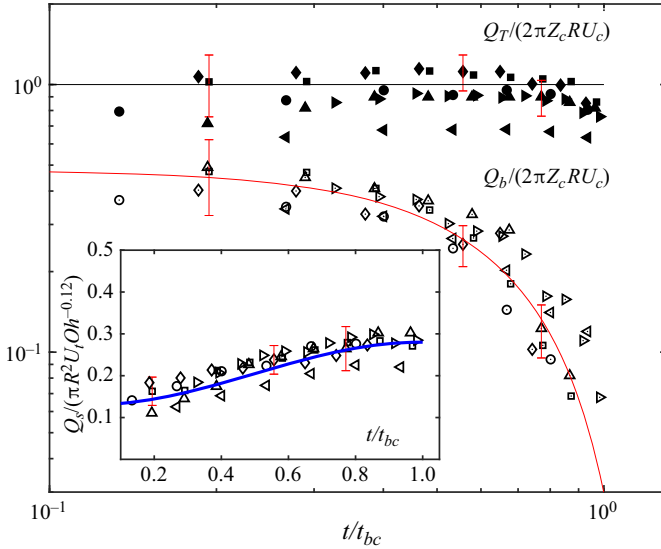 Q_T/(2πZ_cRU_c)
10^0
Q_b/(2πZ_cRU_c)
Q_s/(πR^2U_tOh^{−0.12})
0.5
0.4
0.3
0.2
0.1
t/t_{bc}
0.2 0.4 0.6 0.8 1.0
10^{−1}
10^{−1} 10^0
t/t_{bc}